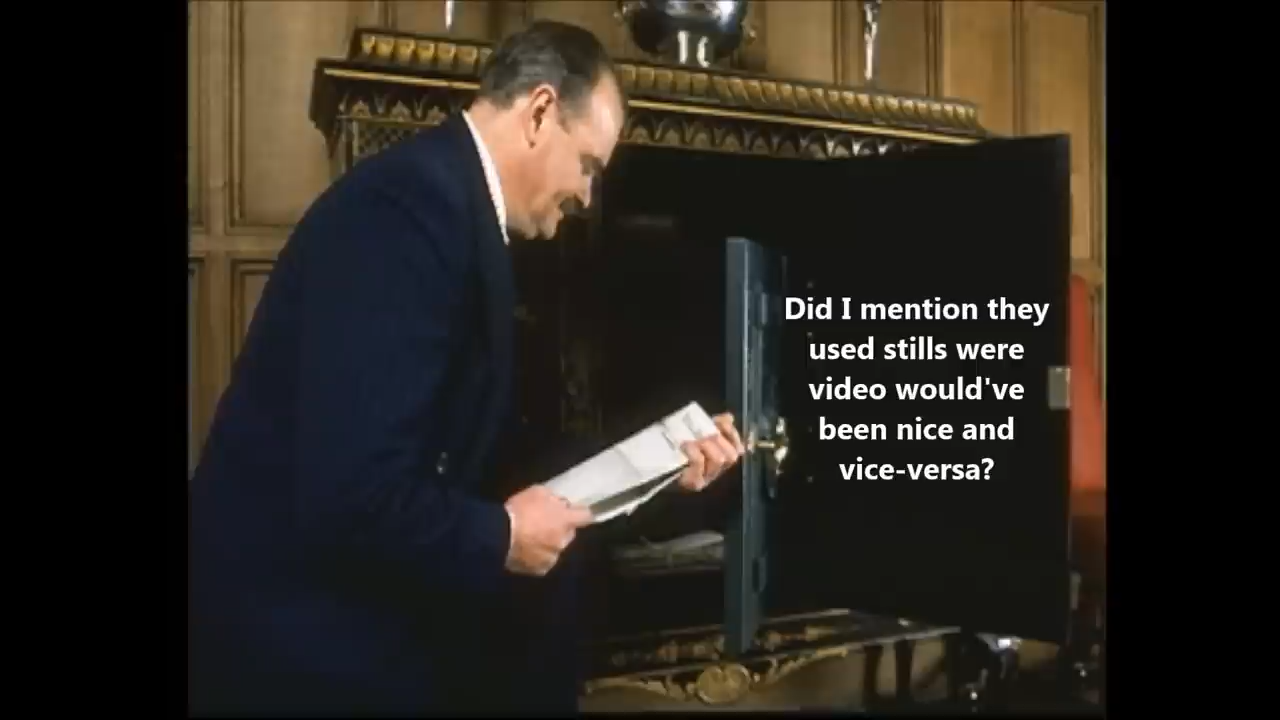 Did I mention they
used stills were
video would've
been nice and
vice-versa?